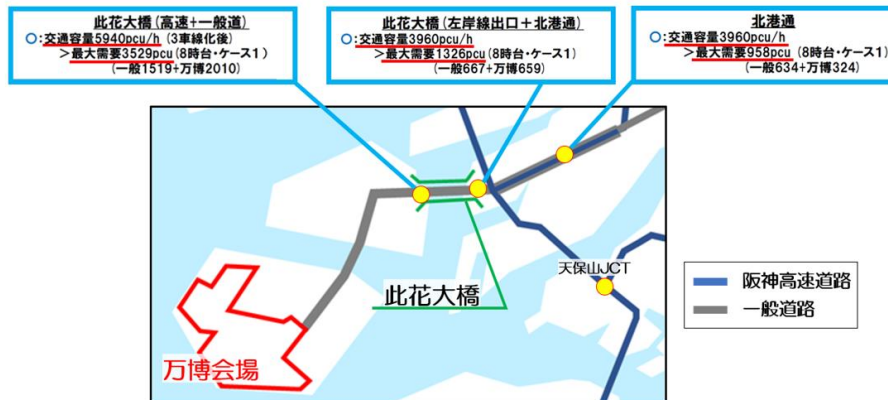 此花大橋(高速+一般道)
○:交通容量5940pcu/h (3車線化後)
>最大需要3529pcu(8時台・ケース1)
(一般1519+万博2010)
此花大橋(左岸線出口+北港通)
○:交通容量3960pcu/h
>最大需要1326pcu(8時台・ケース1)
(一般667+万博659)
北港通
○:交通容量3960pcu/h
>最大需要958pcu(8時台・ケース1)
(一般634+万博324)
天保山JCT
此花大橋
万博会場
阪神高速道路
一般道路